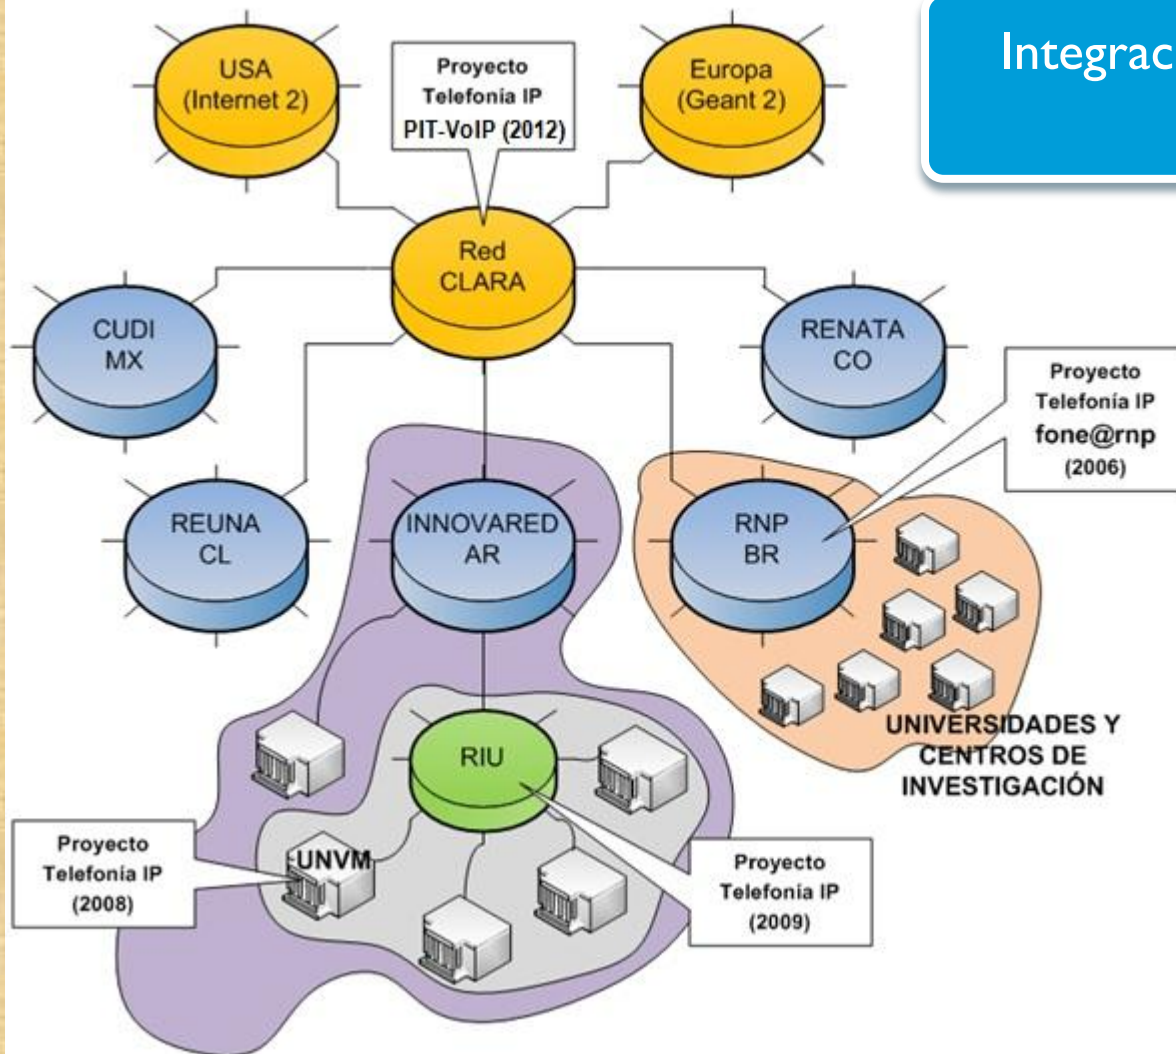 Integrac
USA
(Internet 2)
Proyecto
Telefonía IP
PIT-VoIP (2012)
Europa
(Geant 2)
Red
CLARA
CUDI
MX
RENATA
CO
Proyecto
Telefonía IP
fone@rnp
(2006)
REUNA
CL
INNOVARED
AR
RNP
BR
UNIVERSIDADES Y
CENTROS DE
INVESTIGACIÓN
RIU
Proyecto
Telefonía IP
(2008)
UNVM
Proyecto
Telefonía IP
(2009)